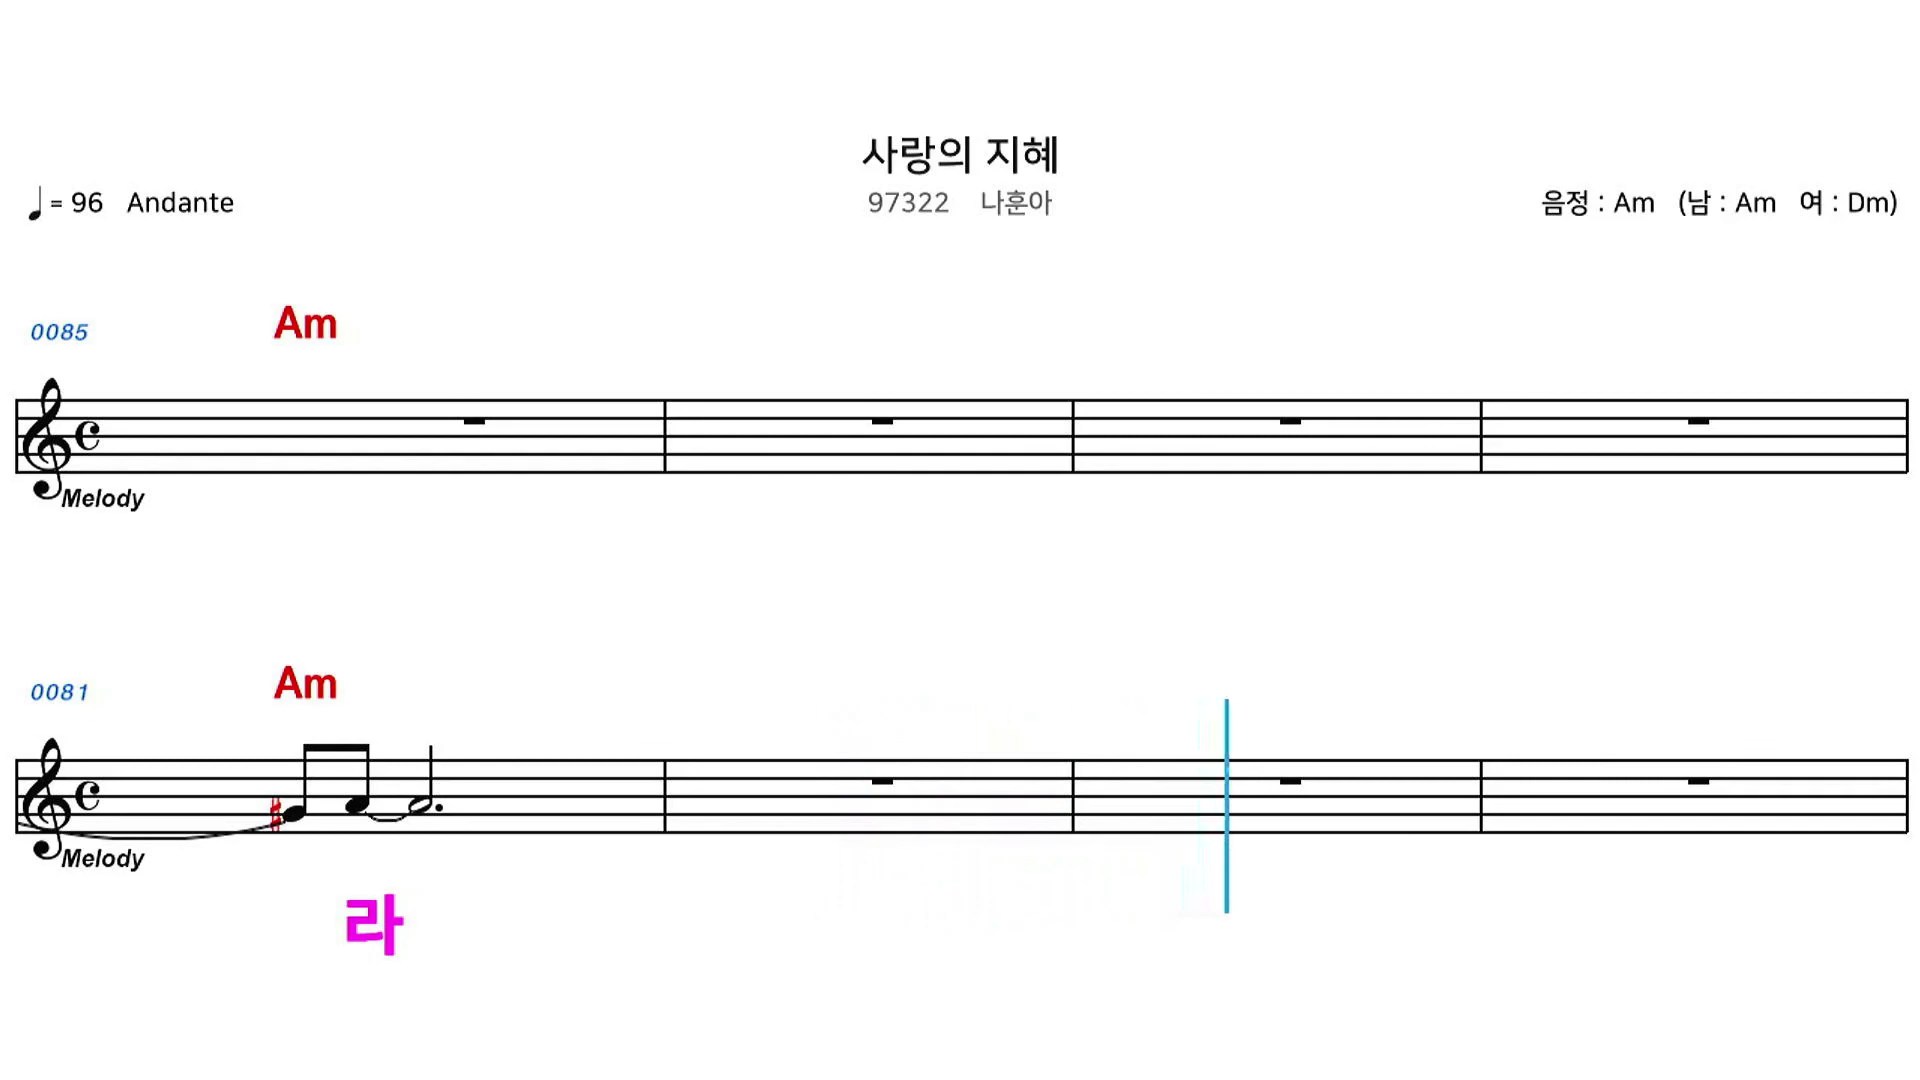 사랑의 지혜
♩= 96 Andante
97322 나훈아
음정 : Am (남 : Am 여 : Dm)
0085 Am
Melody
0081 Am
Melody
라